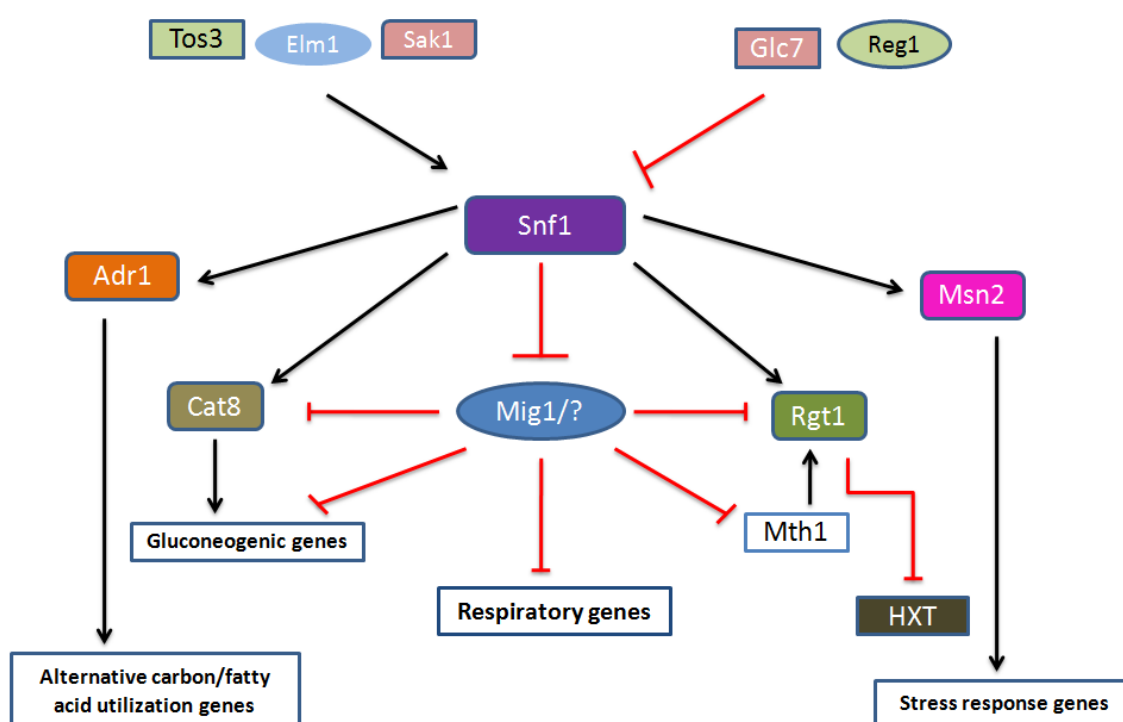 Tos3
Elm1
Sak1
Glc7
Reg1
Snf1
Adr1
Msn2
Cat8
Mig1/?
Rgt1
Gluconeogenic genes
Mth1
Respiratory genes
HXT
Alternative carbon/fatty
acid utilization genes
Stress response genes